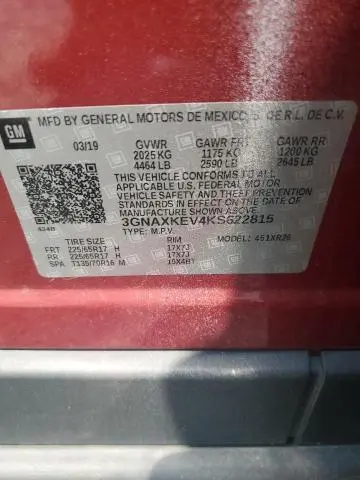 GM
MFD BY GENERAL MOTORS DE MEXICO, S. DE R.L. DE C.V.
03/19 GVWR GAWR FRT GAWR RR
2025 KG 1175 KG 1200 KG
4464 LB 2590 LB 2645 LB
THIS VEHICLE CONFORMS TO ALL
APPLICABLE U.S. FEDERAL MOTOR
VEHICLE SAFETY AND THEFT PREVENTION
STANDARDS IN EFFECT ON THE DATE OF
MANUFACTURE SHOWN ABOVE.
3GNAXKEV4KS622815
TYPE: M.P.V. MODEL: 451XR26
TIRE SIZE RIM
FRT 225/65R17 H 17X7J
RR 225/65R17 H 17X7J
SPA T135/70R16 M 16X4BT